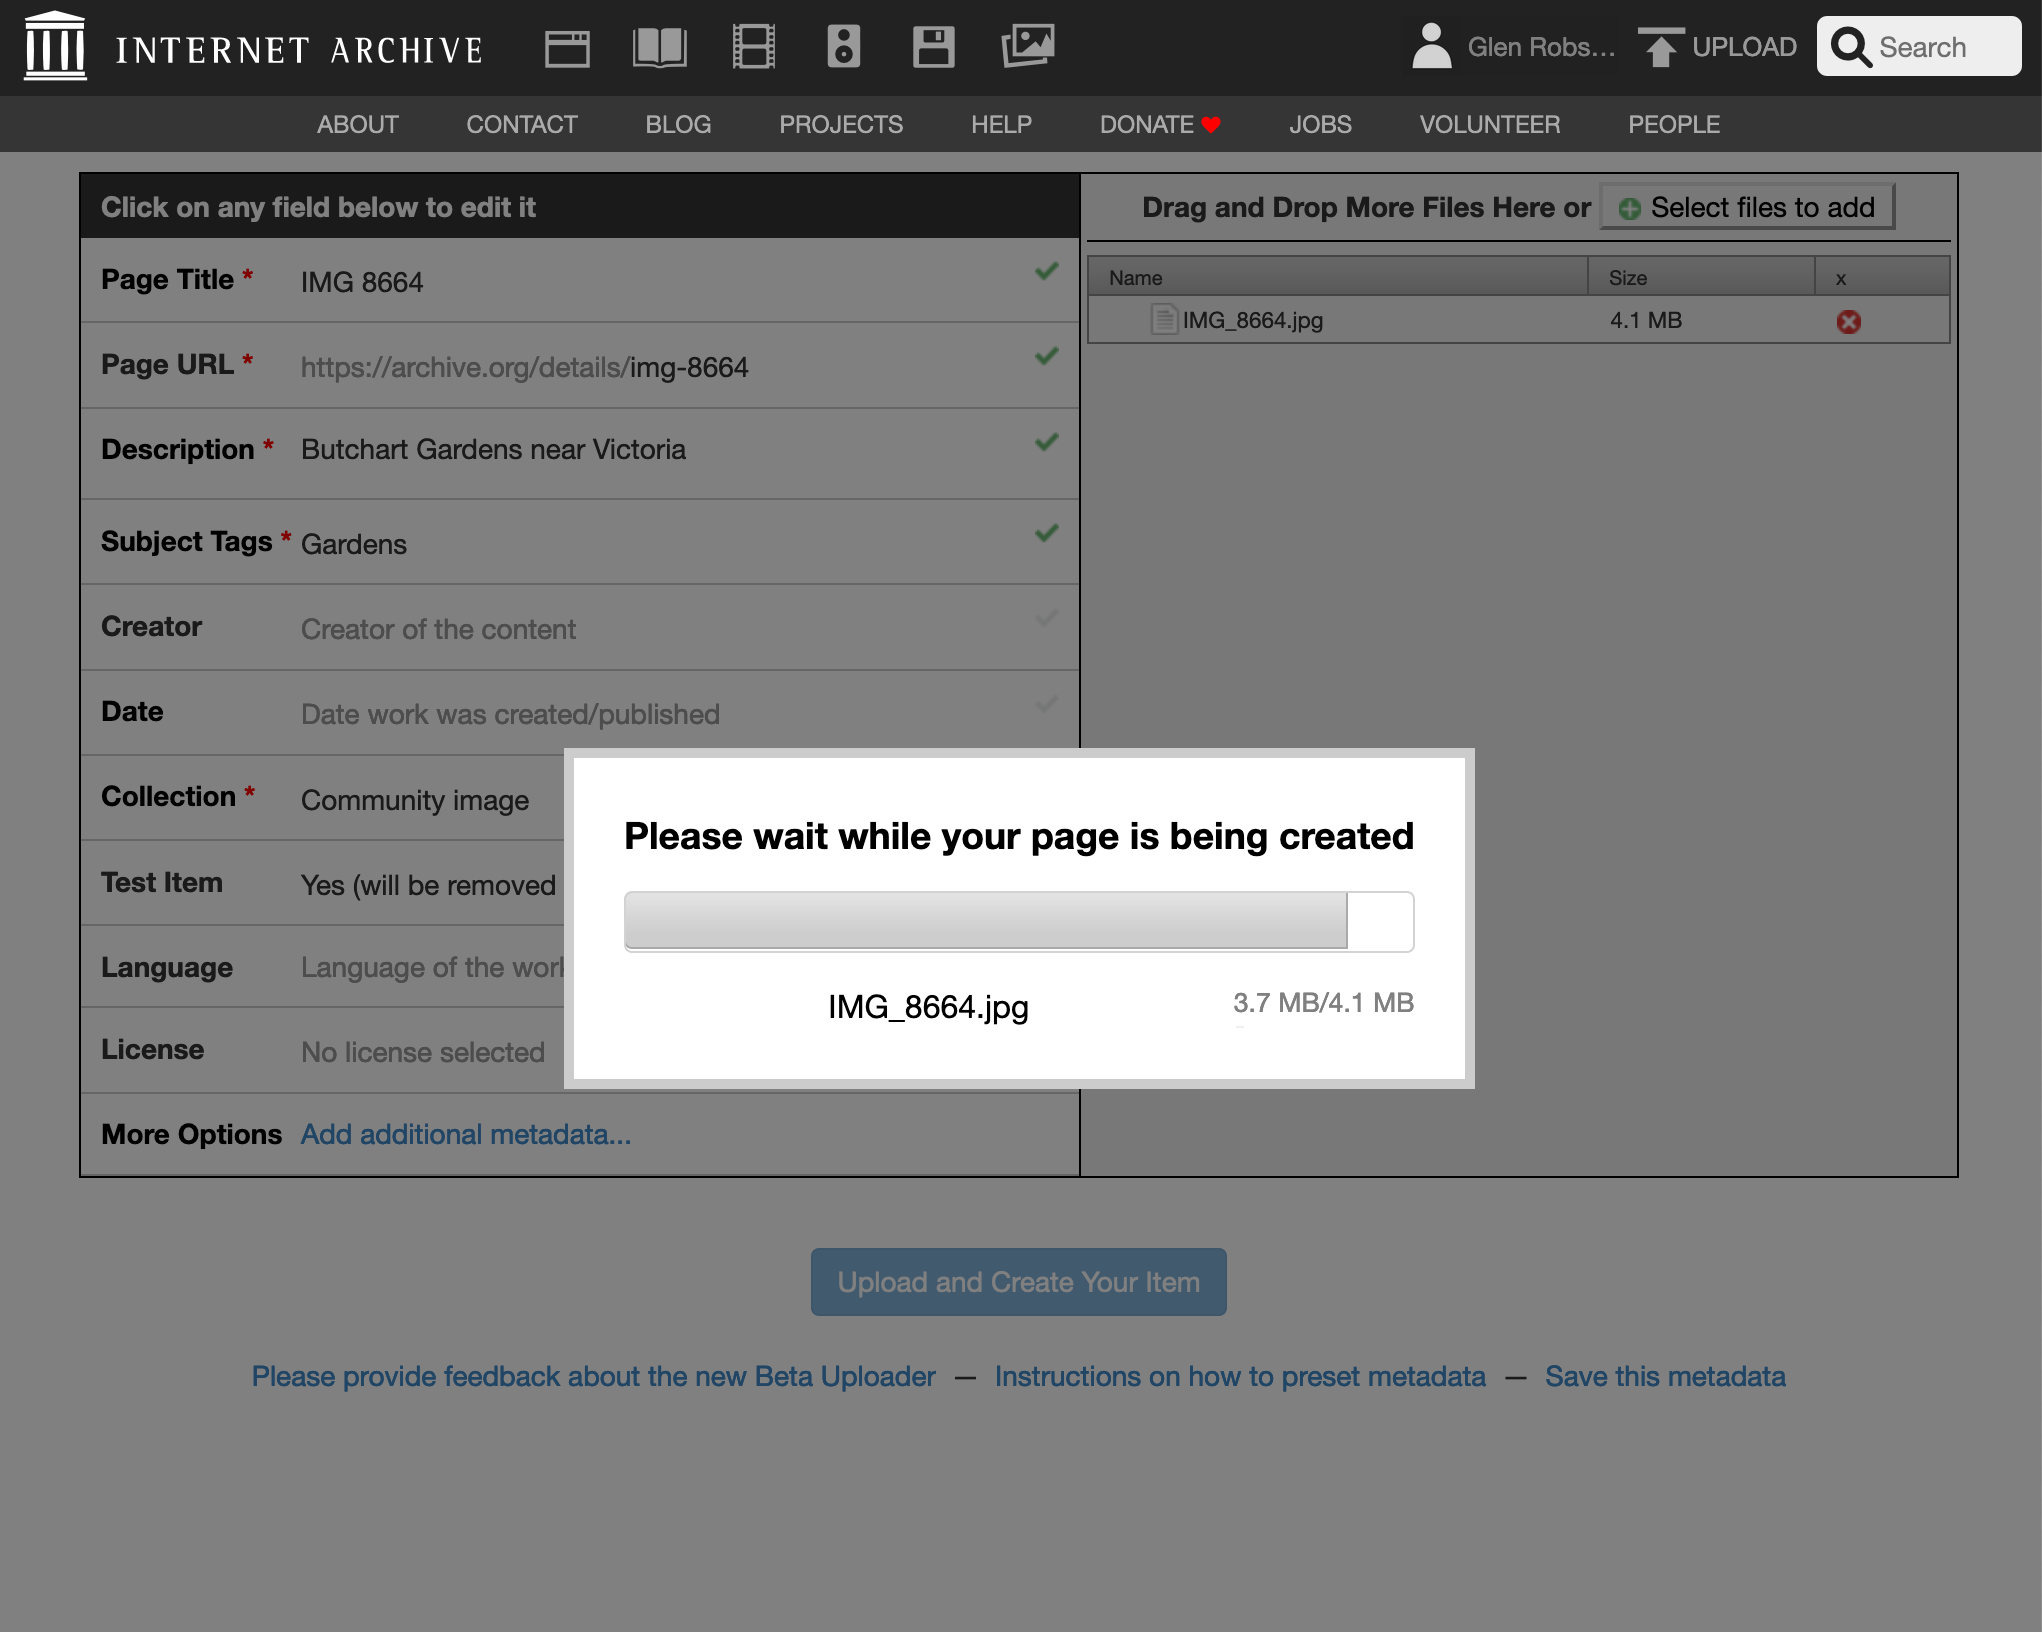 INTERNET ARCHIVE
Glen Robs...
UPLOAD
Search
ABOUT CONTACT BLOG PROJECTS HELP DONATE JOBS VOLUNTEER PEOPLE
Click on any field below to edit it
Page Title * IMG 8664
Page URL * https://archive.org/details/img-8664
Description * Butchart Gardens near Victoria
Subject Tags * Gardens
Creator Creator of the content
Date Date work was created/published
Collection * Community image
Test Item Yes (will be removed
Language Language of the
License No license selected
More Options Add additional metadata...
Drag and Drop More Files Here or Select files to add
Name Size x
IMG_8664.jpg 4.1 MB
Please wait while your page is being created
IMG_8664.jpg 3.7 MB/4.1 MB
Upload and Create Your Item
Please provide feedback about the new Beta Uploader — Instructions on how to preset metadata — Save this metadata